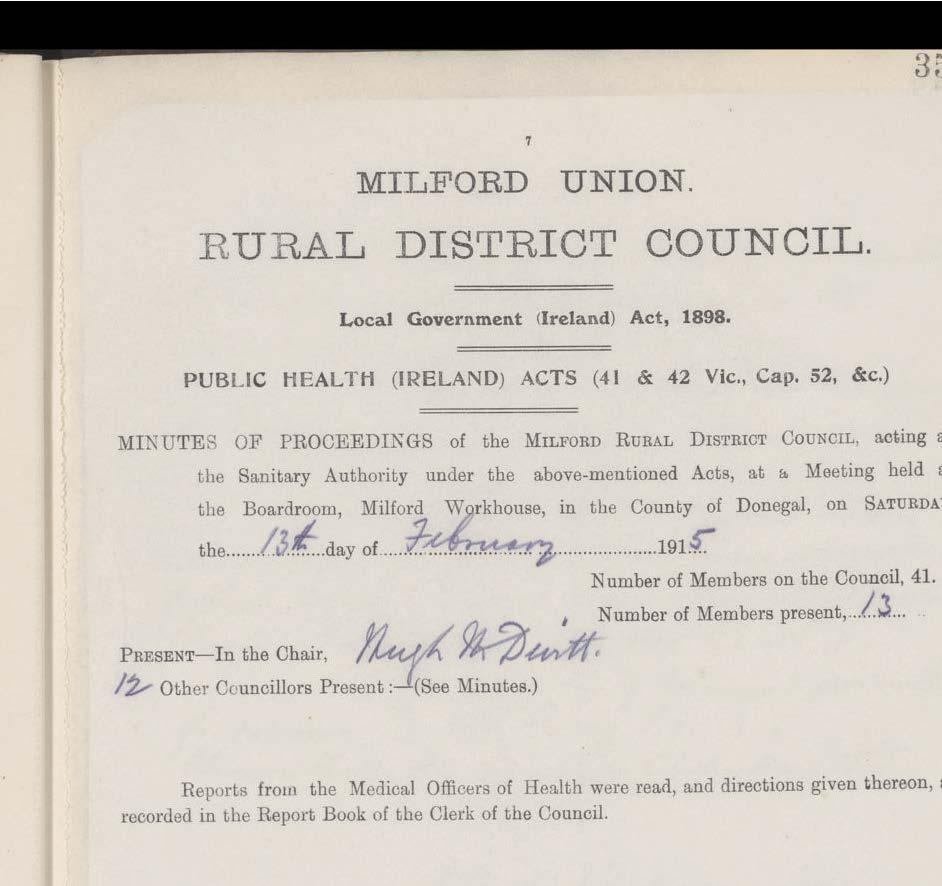 35
7
MILFORD UNION.
RURAL DISTRICT COUNCIL.
Local Government (Ireland) Act, 1898.
PUBLIC HEALTH (IRELAND) ACTS (41 & 42 Vic., Cap. 52, &c.)
MINUTES OF PROCEEDINGS of the MILFORD RURAL DISTRICT COUNCIL, acting a
the Sanitary Authority under the above-mentioned Acts, at a Meeting held a
the Boardroom, Milford Workhouse, in the County of Donegal, on SATURDA
the.......13th...day of....February....................1915.
Number of Members on the Council, 41.
Number of Members present,...13...
PRESENT—In the Chair, Hugh McDevitt.
12 Other Councillors Present :—(See Minutes.)
Reports from the Medical Officers of Health were read, and directions given thereon, a
recorded in the Report Book of the Clerk of the Council.